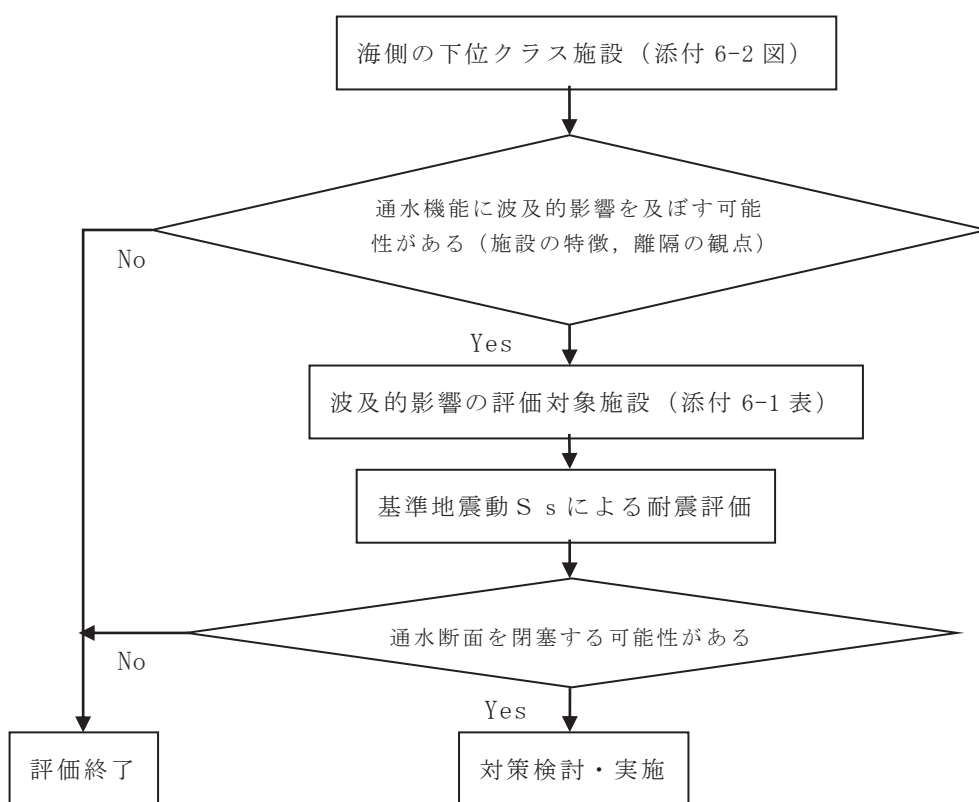 海側の下位クラス施設（添付 6-2 図）
通水機能に波及的影響を及ぼす可能
性がある（施設の特徴，離隔の観点）
No
Yes
波及的影響の評価対象施設（添付 6-1 表）
基準地震動Ｓｓによる耐震評価
通水断面を閉塞する可能性がある
No
Yes
評価終了
対策検討・実施